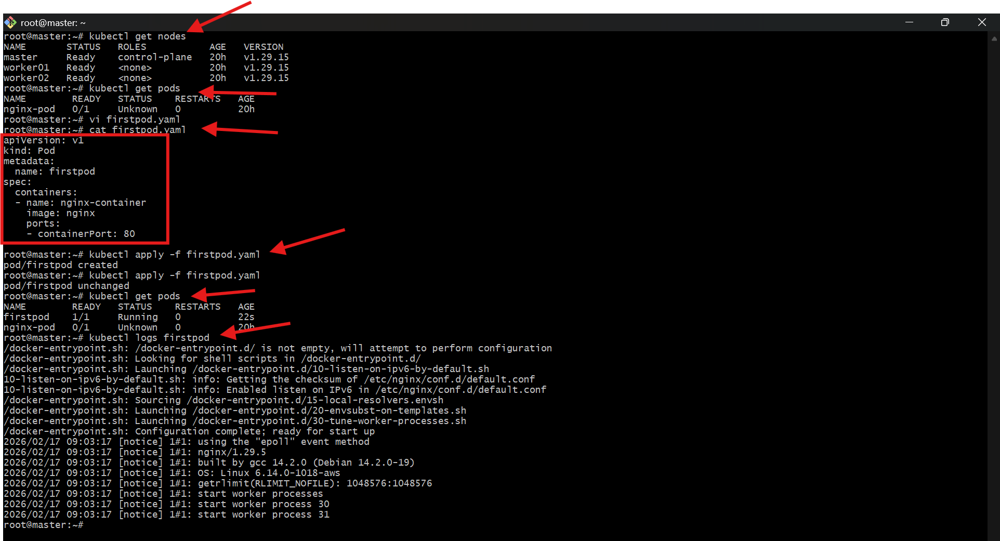 root@master: ~
root@master:~# kubectl get nodes
NAME       STATUS   ROLES           AGE   VERSION
master     Ready    control-plane   20h   v1.29.15
worker01   Ready    <none>          20h   v1.29.15
worker02   Ready    <none>          20h   v1.29.15
root@master:~# kubectl get pods
NAME        READY   STATUS    RESTARTS   AGE
nginx-pod   0/1     Unknown   0          20h
root@master:~# vi firstpod.yaml
root@master:~# cat firstpod.yaml
apiVersion: v1
kind: Pod
metadata:
  name: firstpod
spec:
  containers:
  - name: nginx-container
    image: nginx
    ports:
    - containerPort: 80
root@master:~# kubectl apply -f firstpod.yaml
pod/firstpod created
root@master:~# kubectl apply -f firstpod.yaml
pod/firstpod unchanged
root@master:~# kubectl get pods
NAME        READY   STATUS    RESTARTS   AGE
firstpod    1/1     Running   0          22s
nginx-pod   0/1     Unknown   0          20h
root@master:~# kubectl logs firstpod
/docker-entrypoint.sh: /docker-entrypoint.d/ is not empty, will attempt to perform configuration
/docker-entrypoint.sh: Looking for shell scripts in /docker-entrypoint.d/
/docker-entrypoint.sh: Launching /docker-entrypoint.d/10-listen-on-ipv6-by-default.sh
10-listen-on-ipv6-by-default.sh: info: Getting the checksum of /etc/nginx/conf.d/default.conf
10-listen-on-ipv6-by-default.sh: info: Enabled listen on IPv6 in /etc/nginx/conf.d/default.conf
/docker-entrypoint.sh: Sourcing /docker-entrypoint.d/15-local-resolvers.envsh
/docker-entrypoint.sh: Launching /docker-entrypoint.d/20-envsubst-on-templates.sh
/docker-entrypoint.sh: Launching /docker-entrypoint.d/30-tune-worker-processes.sh
/docker-entrypoint.sh: Configuration complete; ready for start up
2026/02/17 09:03:17 [notice] 1#1: using the "epoll" event method
2026/02/17 09:03:17 [notice] 1#1: nginx/1.29.5
2026/02/17 09:03:17 [notice] 1#1: built by gcc 14.2.0 (Debian 14.2.0-19)
2026/02/17 09:03:17 [notice] 1#1: OS: Linux 6.14.0-1018-aws
2026/02/17 09:03:17 [notice] 1#1: getrlimit(RLIMIT_NOFILE): 1048576:1048576
2026/02/17 09:03:17 [notice] 1#1: start worker processes
2026/02/17 09:03:17 [notice] 1#1: start worker process 30
2026/02/17 09:03:17 [notice] 1#1: start worker process 31
root@master:~#